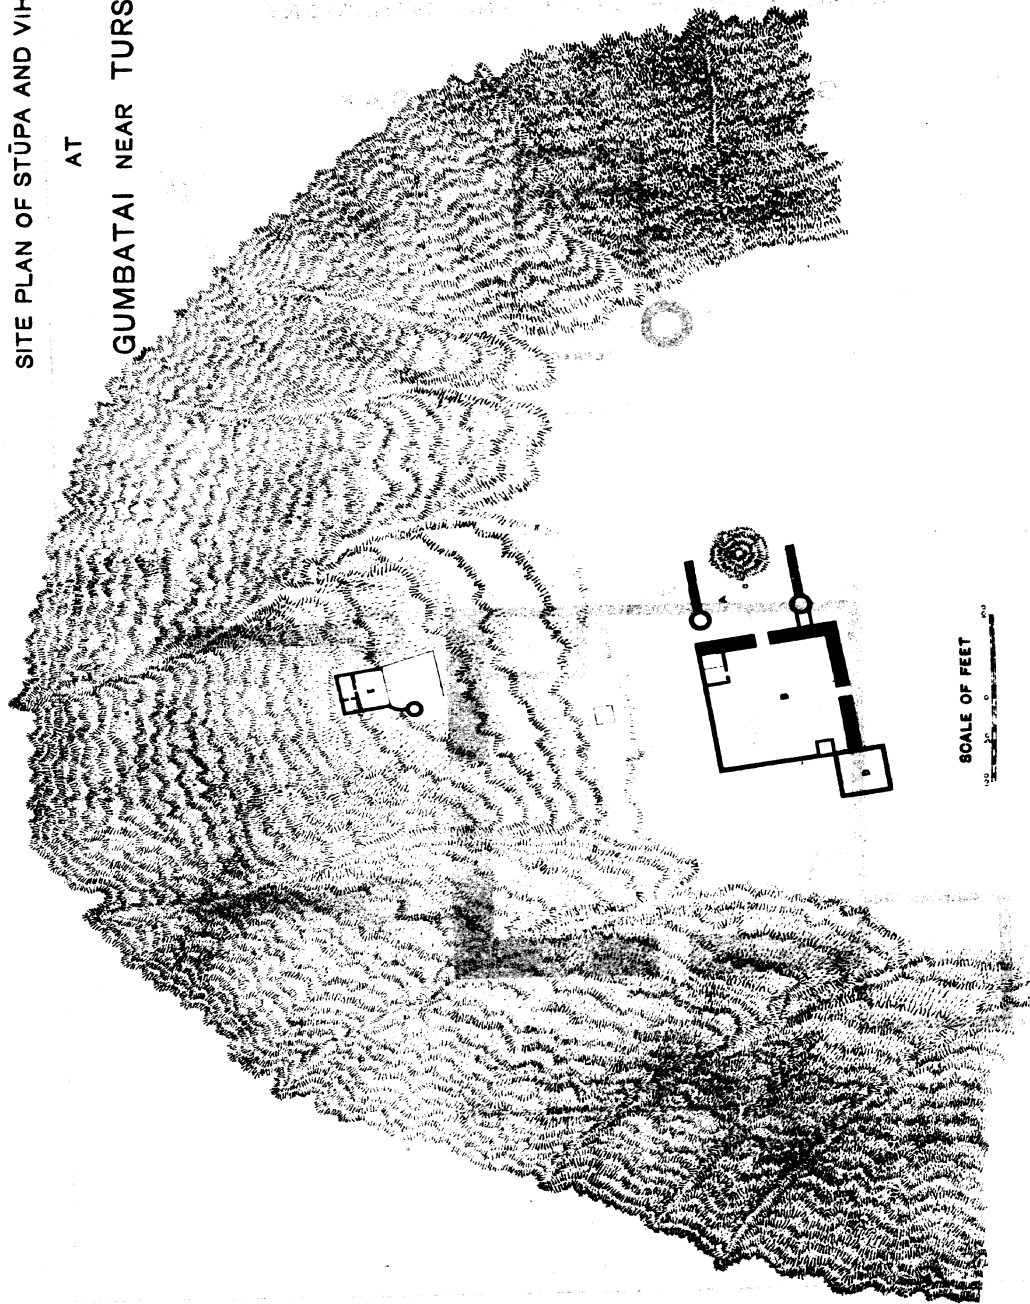 SITE PLAN OF STŪPA AND VIH
AT
GUMBATAI NEAR TURS
A
SCALE OF FEET